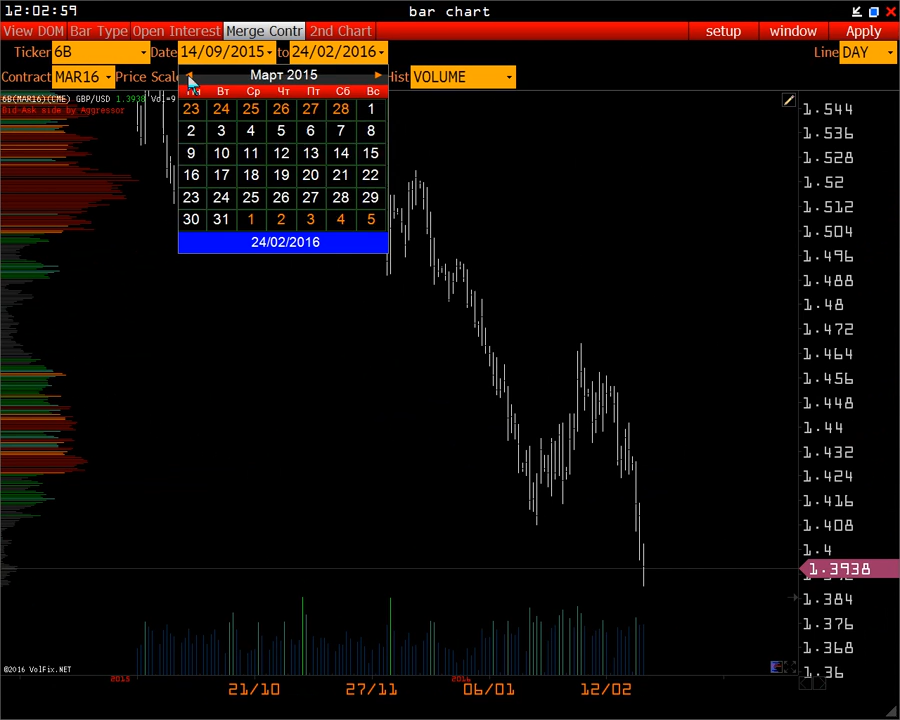 12:02:59 bar chart
View DOM Bar Type Open Interest Merge Contr 2nd Chart setup window Apply
Ticker 6B Date 14/09/2015 to 24/02/2016 Line DAY
Contract MAR16 Price Scale Март 2015 list VOLUME
Вт Ср Чт Пт Сб Вс
6B(MAR16)(CME) GBP/USD 1.3938 Vol=9
Bid-Ask side by Aggressor
23 24 25 26 27 28 1
2 3 4 5 6 7 8
9 10 11 12 13 14 15
16 17 18 19 20 21 22
23 24 25 26 27 28 29
30 31 1 2 3 4 5
24/02/2016
1.544
1.536
1.528
1.52
1.512
1.504
1.496
1.488
1.48
1.472
1.464
1.456
1.448
1.44
1.432
1.424
1.416
1.408
1.4
1.3938
1.384
1.376
1.368
1.36
©2016 VolFix.NET
2015 2016
21/10 27/11 06/01 12/02